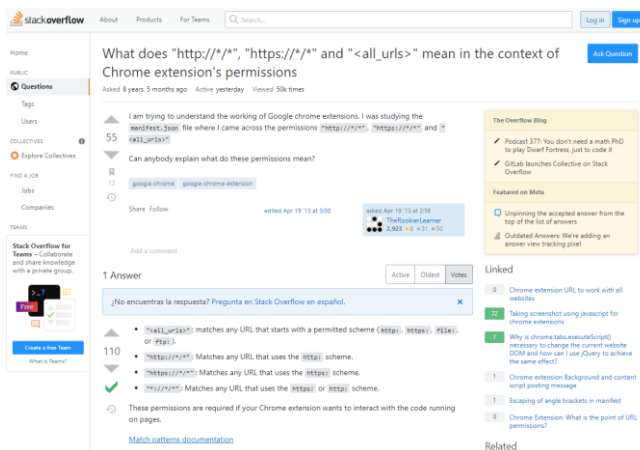 stackoverflow
About Products For Teams Search... Log in Sign up
Home
PUBLIC
Questions
Tags
Users
COLLECTIVES
Explore Collectives
FIND A JOB
Jobs
Companies
TEAMS
Stack Overflow for
Teams – Collaborate
and share knowledge
with a private group.
>_?
Free
Create a free Team
What is Teams?
What does "http://*/*", "https://*/*" and "<all_urls>" mean in the context of
Chrome extension's permissions
Ask Question
Asked 8 years, 5 months ago Active yesterday Viewed 50k times
55
13
I am trying to understand the working of Google chrome extensions. I was studying the
manifest.json file where I came across the permissions "http://*/*", "https://*/*" and "
<all_urls>"
Can anybody explain what do these permissions mean?
google-chrome google-chrome-extension
Share Follow
edited Apr 19 '13 at 3:00
asked Apr 19 '13 at 2:56
TheRookierLearner
2,923 8 31 50
Add a comment
1 Answer
Active Oldest Votes
¿No encuentras la respuesta? Pregunta en Stack Overflow en español.
110
"<all_urls>": matches any URL that starts with a permitted scheme (http:, https:, file:,
or ftp:).
"http://*/*": Matches any URL that uses the http: scheme.
"https://*/*": Matches any URL that uses the https: scheme.
"*://*/*": Matches any URL that uses the https: or http: scheme.
These permissions are required if your Chrome extension wants to interact with the code running
on pages.
Match patterns documentation
The Overflow Blog
Podcast 377: You don't need a math PhD
to play Dwarf Fortress, just to code it
GitLab launches Collective on Stack
Overflow
Featured on Meta
Unpinning the accepted answer from the
top of the list of answers
Outdated Answers: We're adding an
answer view tracking pixel
Linked
0 Chrome extension URL to work with all
websites
72 Taking screenshot using javascript for
chrome extensions
7 Why is chrome.tabs.executeScript()
necessary to change the current website
DOM and how can I use jQuery to achieve
the same effect?
1 Chrome extension Background and content
script posting message
1 Escaping of angle brackets in manifest
0 Chrome Extension: What is the point of URL
permissions?
Related